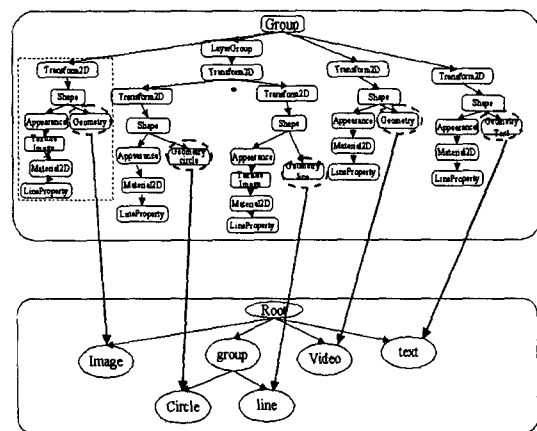 Group
LayerGroup
Transform2D
Transform2D
Transform2D
Transform2D
Transform2D
Transform2D
Shape
Shape
Shape
Shape
Shape
Appearance
Geometry
Appearance
Geometry
circle
Appearance
Geometry
line
Appearance
Geometry
Appearance
Geometry
Text
Texture
Image
Material2D
LineProperty
Material2D
LineProperty
Texture
Image
Material2D
LineProperty
Material2D
LineProperty
Material2D
LineProperty
Root
Image
group
Video
text
Circle
line